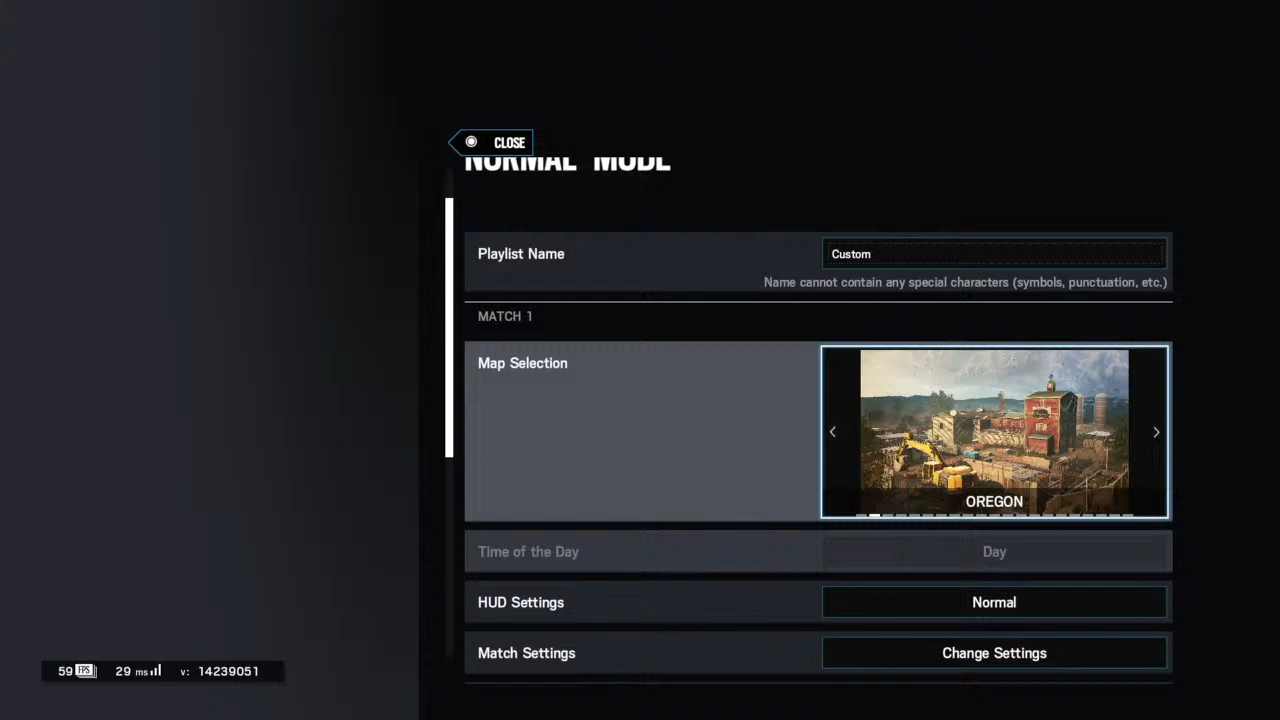 CLOSE
NORMAL MODE
Playlist Name
Custom
Name cannot contain any special characters (symbols, punctuation, etc.)
MATCH 1
Map Selection
OREGON
Time of the Day
Day
HUD Settings
Normal
Match Settings
Change Settings
59 FPS 29 ms v: 14239051